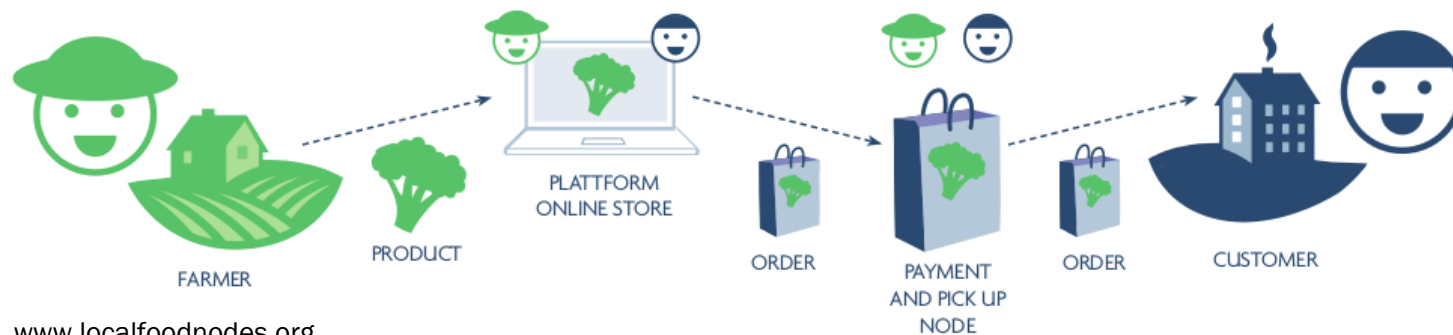 FARMER
PRODUCT
PLATTFORM
ONLINE STORE
ORDER
PAYMENT
AND PICK UP
NODE
ORDER
CUSTOMER
www.localfoodnodes.org